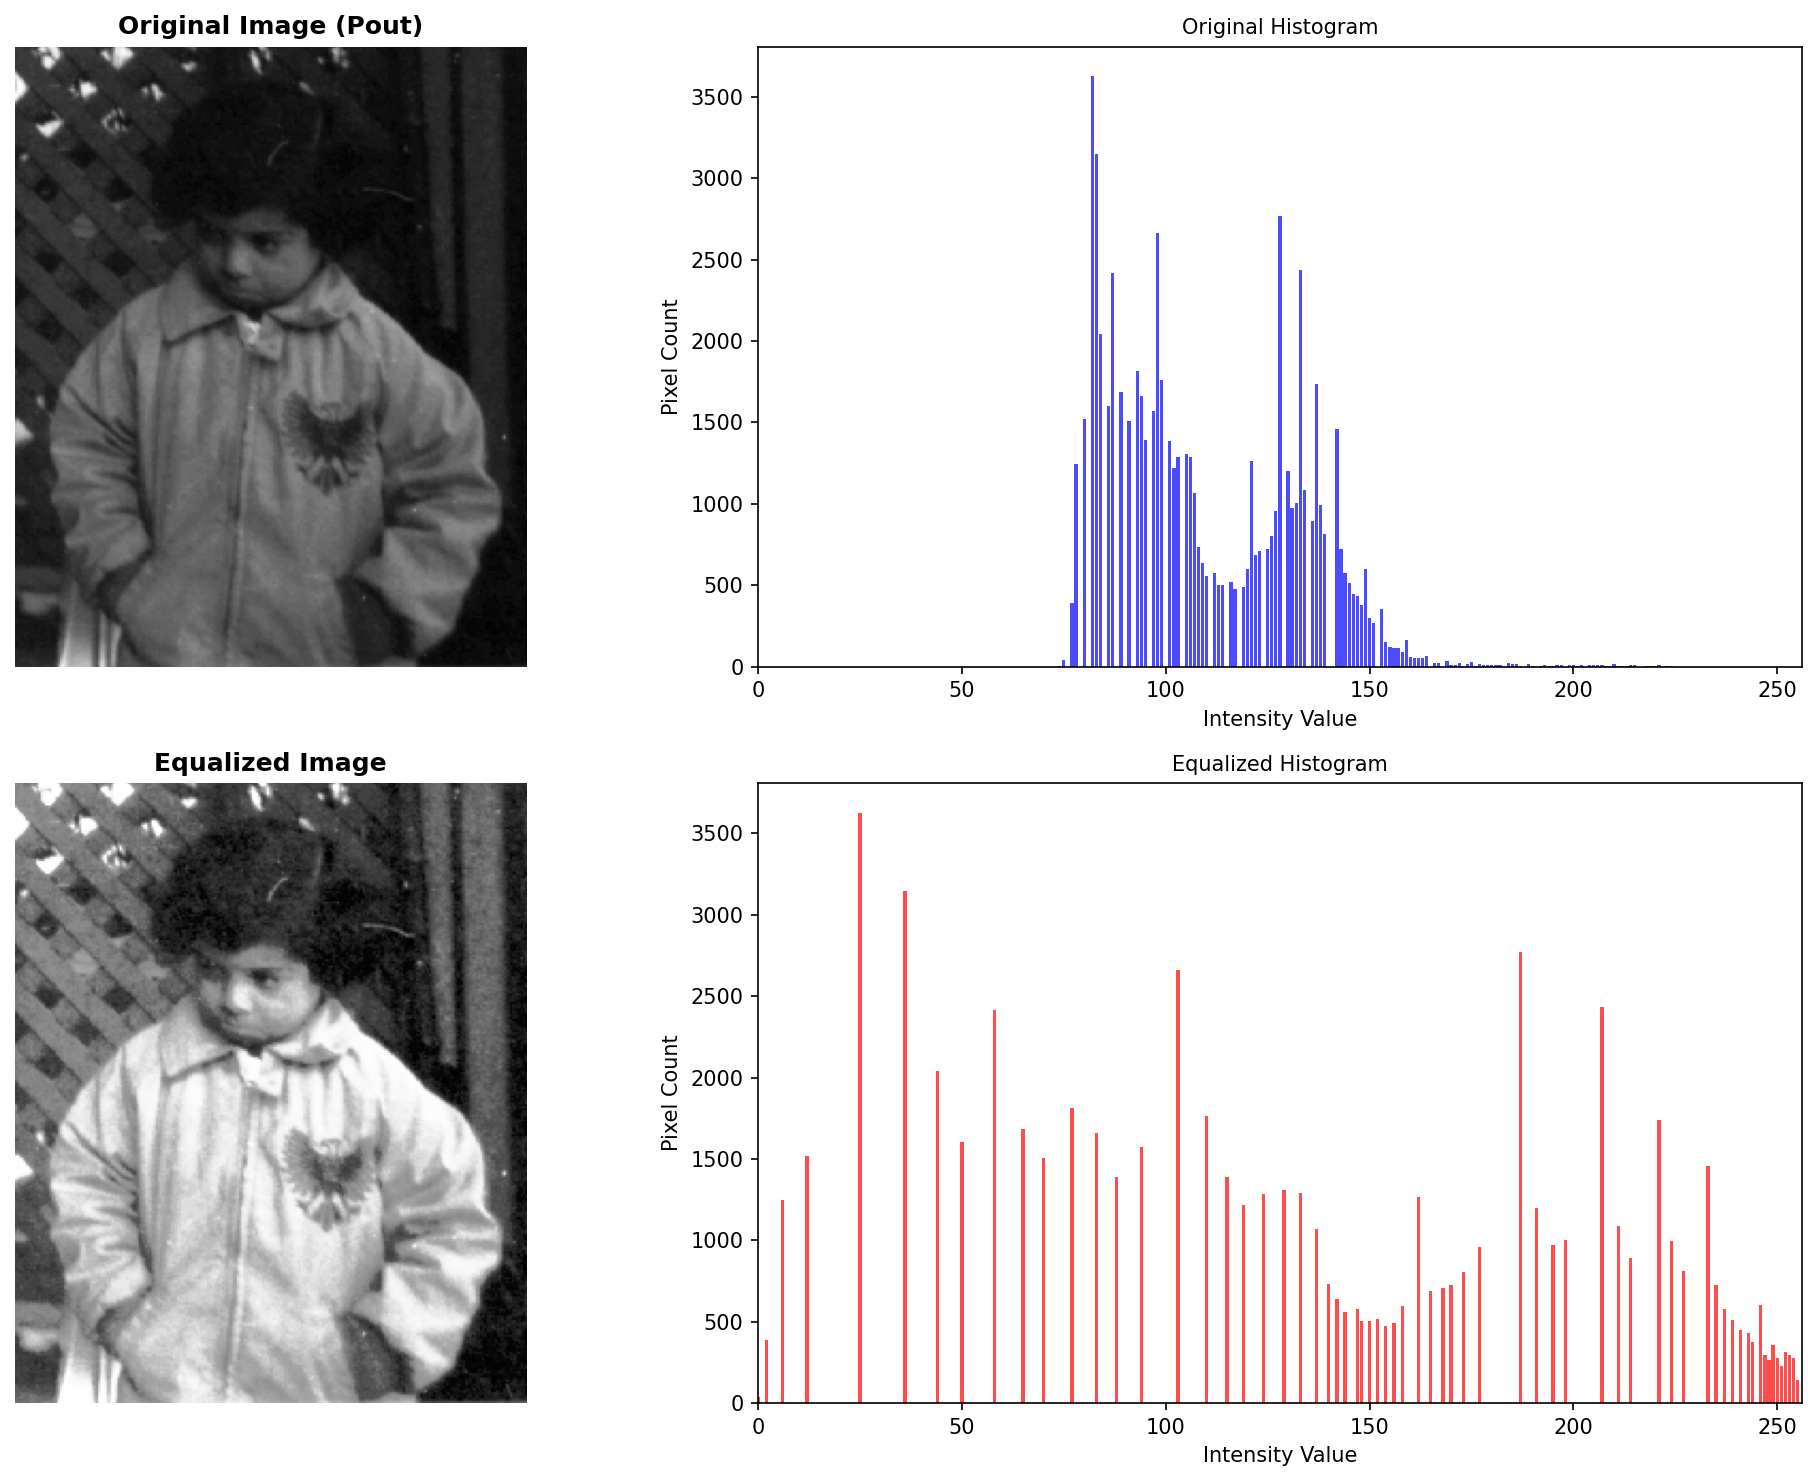 Original Image (Pout)
Original Histogram
Pixel Count
3500
3000
2500
2000
1500
1000
500
0
0 50 100 150 200 250
Intensity Value
Equalized Image
Equalized Histogram
Pixel Count
3500
3000
2500
2000
1500
1000
500
0
0 50 100 150 200 250
Intensity Value